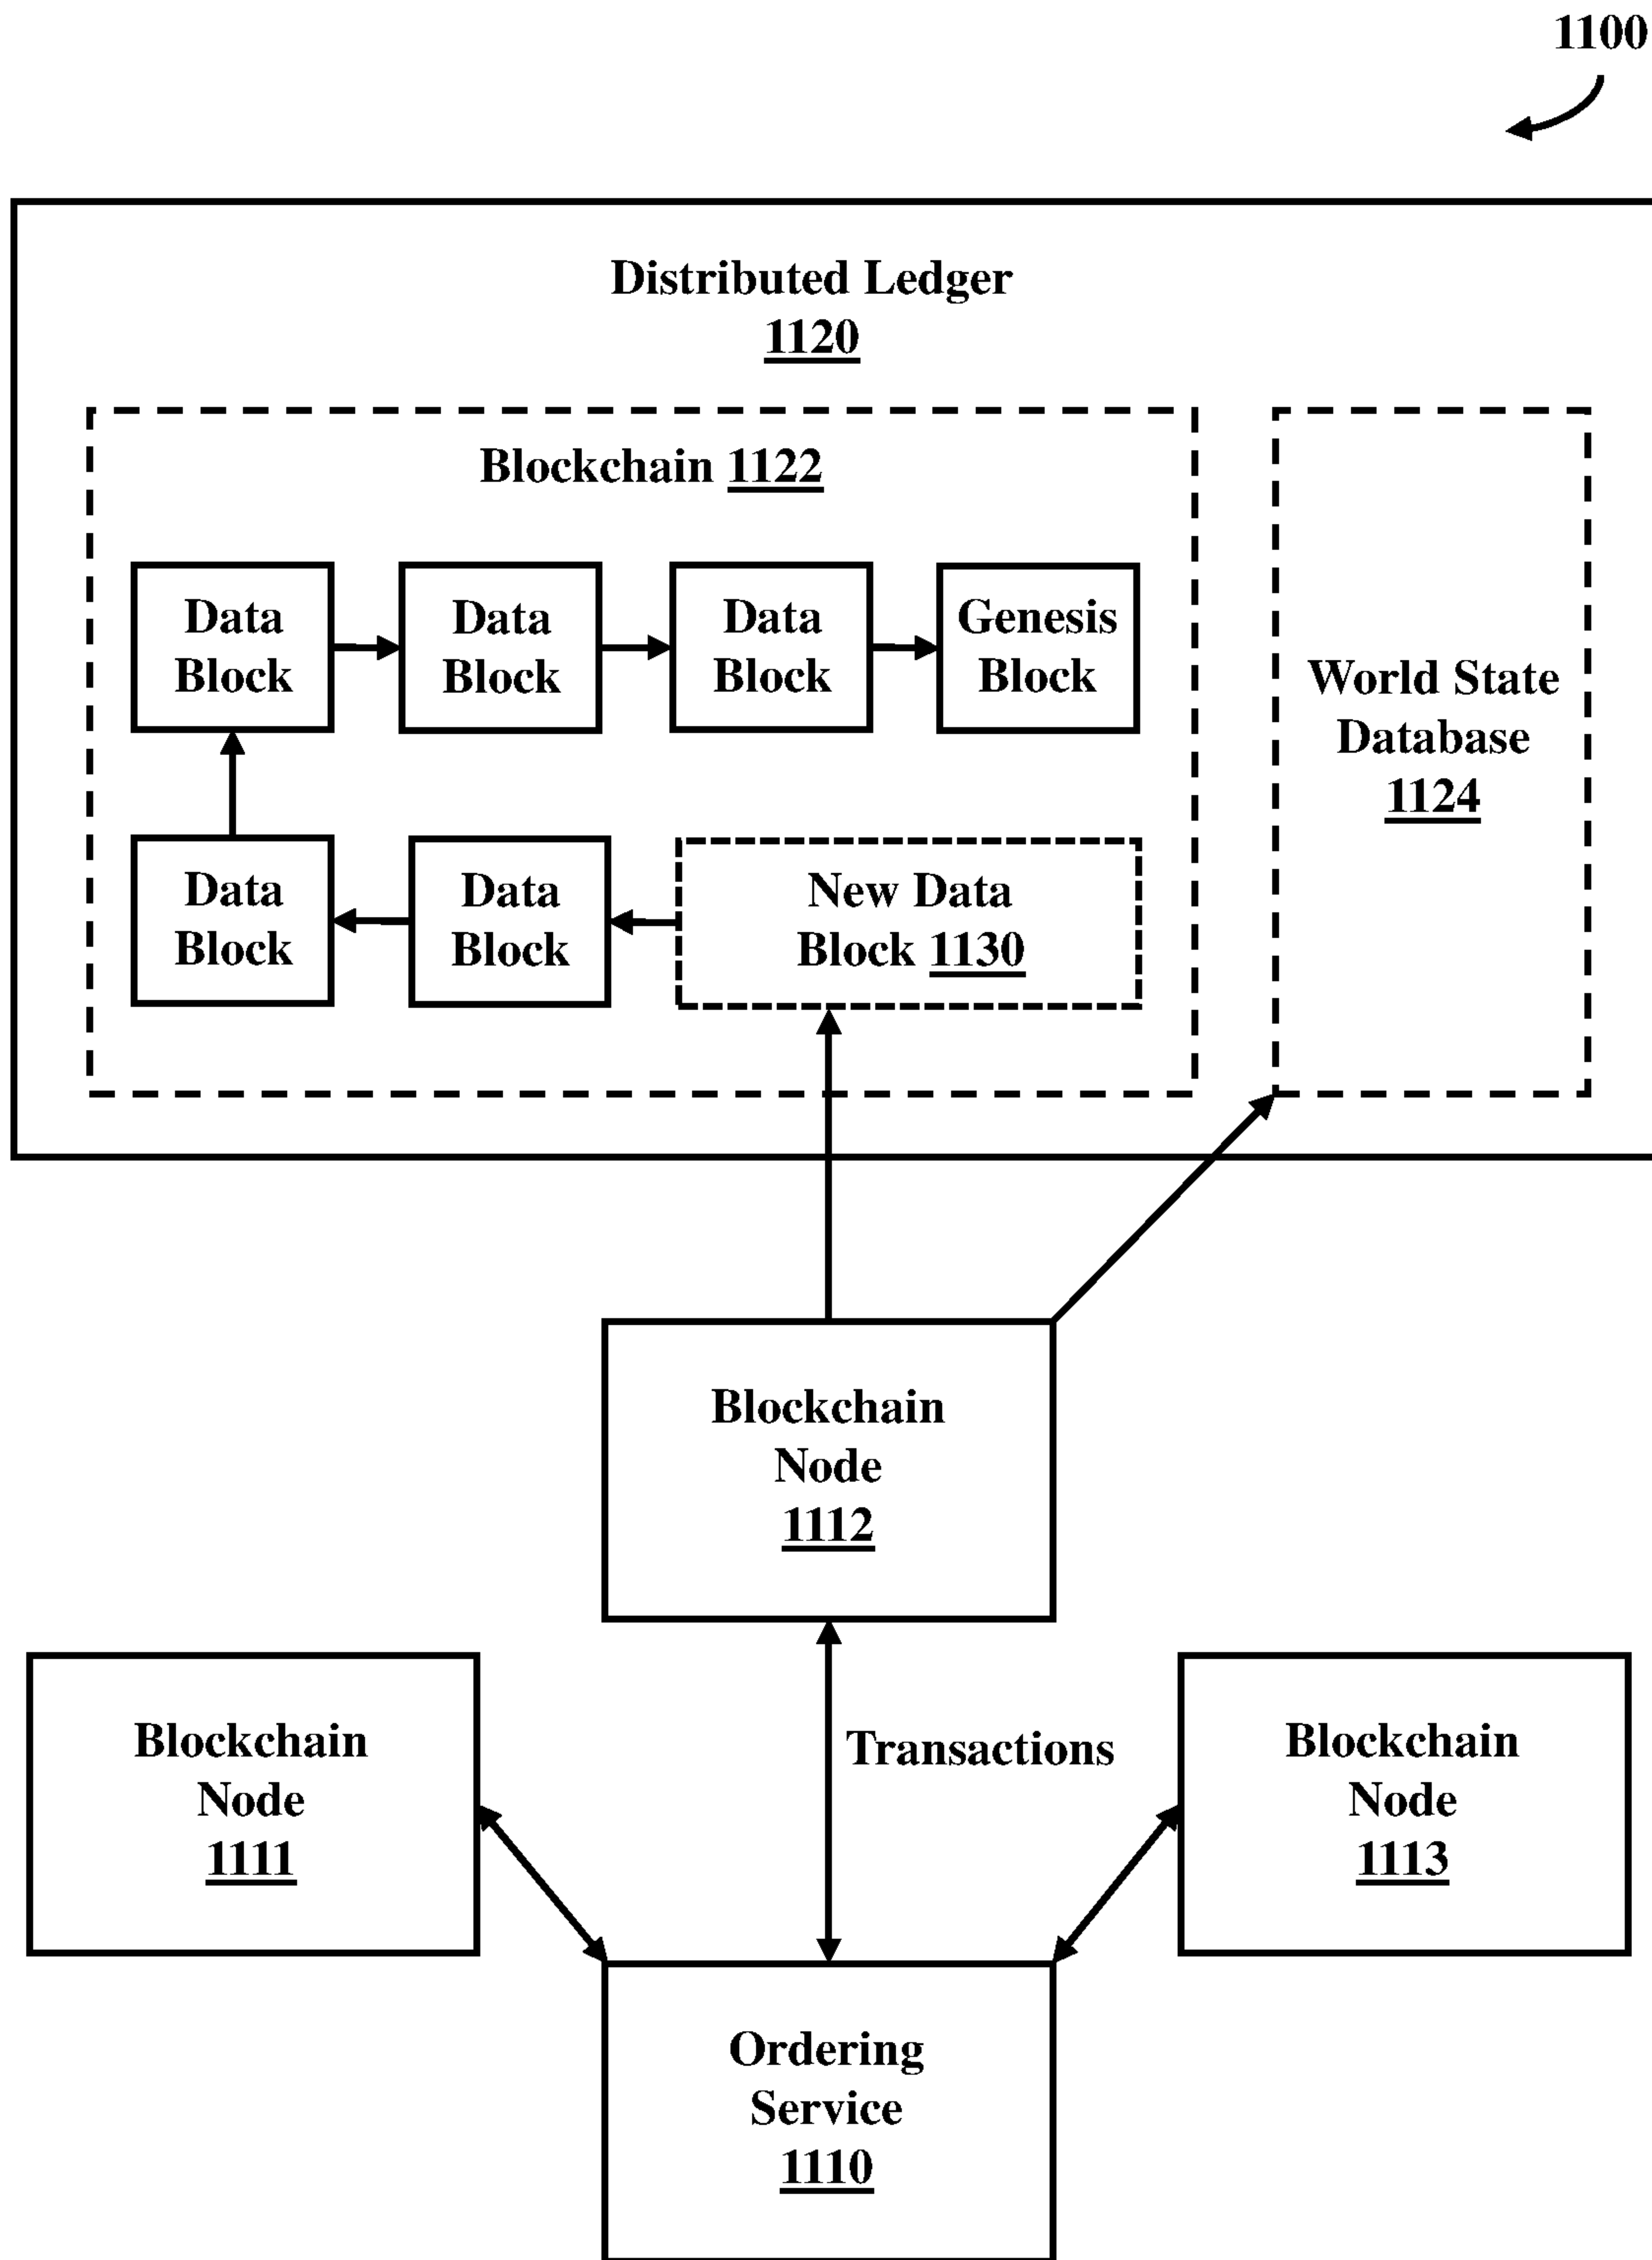 1100
Distributed Ledger
1120
Blockchain 1122
Data
Block
Data
Block
Data
Block
Genesis
Block
World State
Database
1124
Data
Block
Data
Block
New Data
Block 1130
Blockchain
Node
1112
Transactions
Blockchain
Node
1111
Blockchain
Node
1113
Ordering
Service
1110